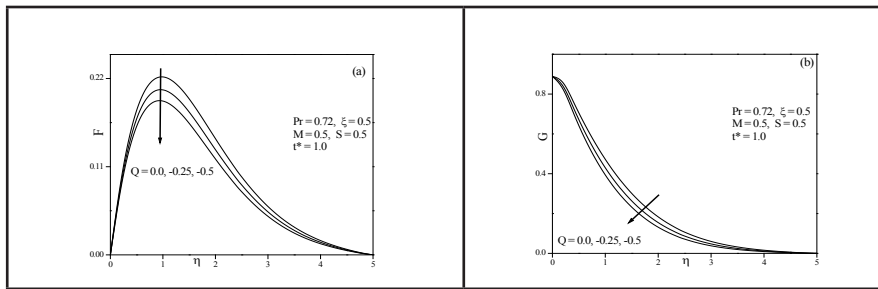 (a)
0.22
0.11
0.00
F
Pr = 0.72, ξ = 0.5
M = 0.5, S = 0.5
t* = 1.0
Q = 0.0, -0.25, -0.5
0 1 2 3 4 5
η
(b)
0.8
0.4
0.0
G
Pr = 0.72, ξ = 0.5
M = 0.5, S = 0.5
t* = 1.0
Q = 0.0, -0.25, -0.5
0 1 2 3 4 5
η